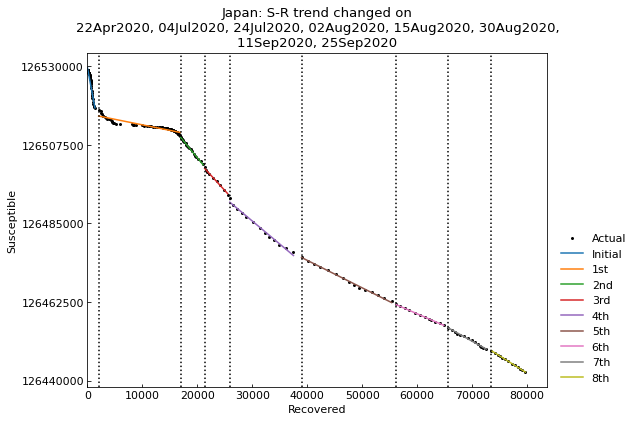 Japan: S-R trend changed on
22Apr2020, 04Jul2020, 24Jul2020, 02Aug2020, 15Aug2020, 30Aug2020,
11Sep2020, 25Sep2020
126530000
126507500
126485000
126462500
126440000
Susceptible
0 10000 20000 30000 40000 50000 60000 70000 80000
Recovered
Actual
Initial
1st
2nd
3rd
4th
5th
6th
7th
8th